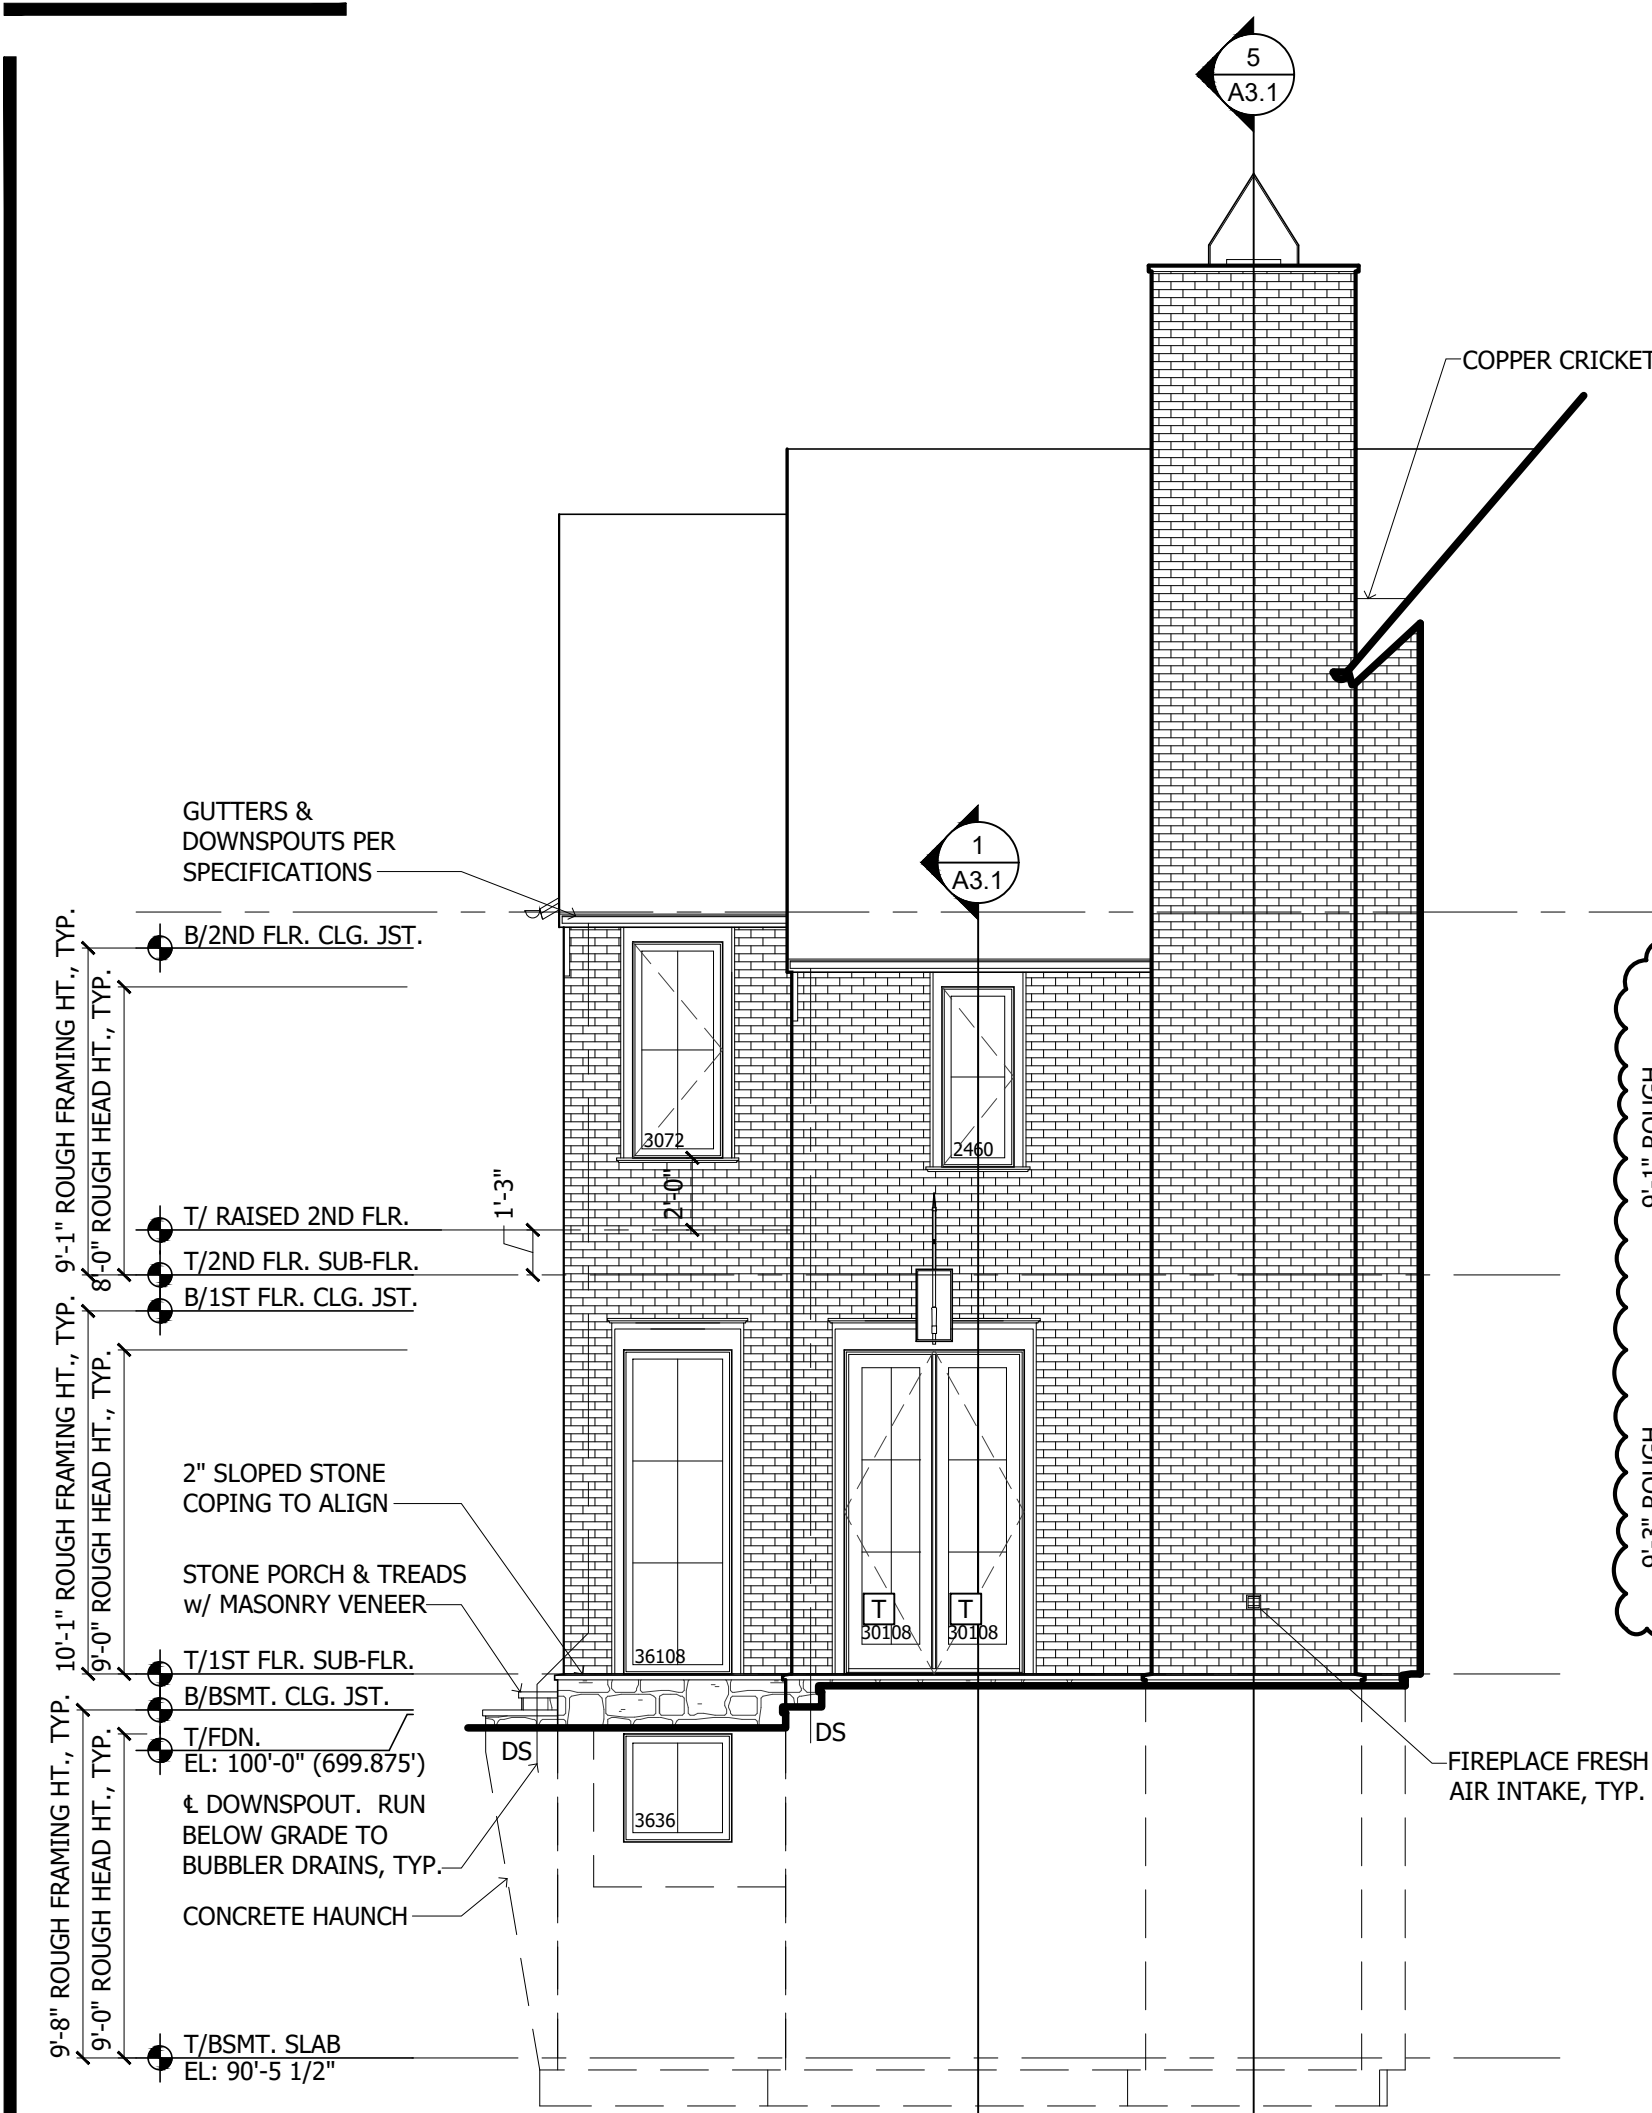 5
A3.1
COPPER CRICKET
GUTTERS &
DOWNSPOUTS PER
SPECIFICATIONS
1
A3.1
B/2ND FLR. CLG. JST.
9'-1" ROUGH FRAMING HT., TYP.
8'-0" ROUGH HEAD HT., TYP.
3072
2460
9'-1" ROUGH
1'-3"
2'-0"
T/ RAISED 2ND FLR.
T/2ND FLR. SUB-FLR.
B/1ST FLR. CLG. JST.
10'-1" ROUGH FRAMING HT., TYP.
9'-0" ROUGH HEAD HT., TYP.
2" SLOPED STONE
COPING TO ALIGN
9'-3" ROUGH
STONE PORCH & TREADS
w/ MASONRY VENEER
T
T
30108
30108
36108
T/1ST FLR. SUB-FLR.
B/BSMT. CLG. JST.
T/FDN.
EL: 100'-0" (699.875')
DS
DS
FIREPLACE FRESH
AIR INTAKE, TYP.
℄ DOWNSPOUT. RUN
BELOW GRADE TO
BUBBLER DRAINS, TYP.
3636
CONCRETE HAUNCH
9'-8" ROUGH FRAMING HT., TYP.
9'-0" ROUGH HEAD HT., TYP.
T/BSMT. SLAB
EL: 90'-5 1/2"